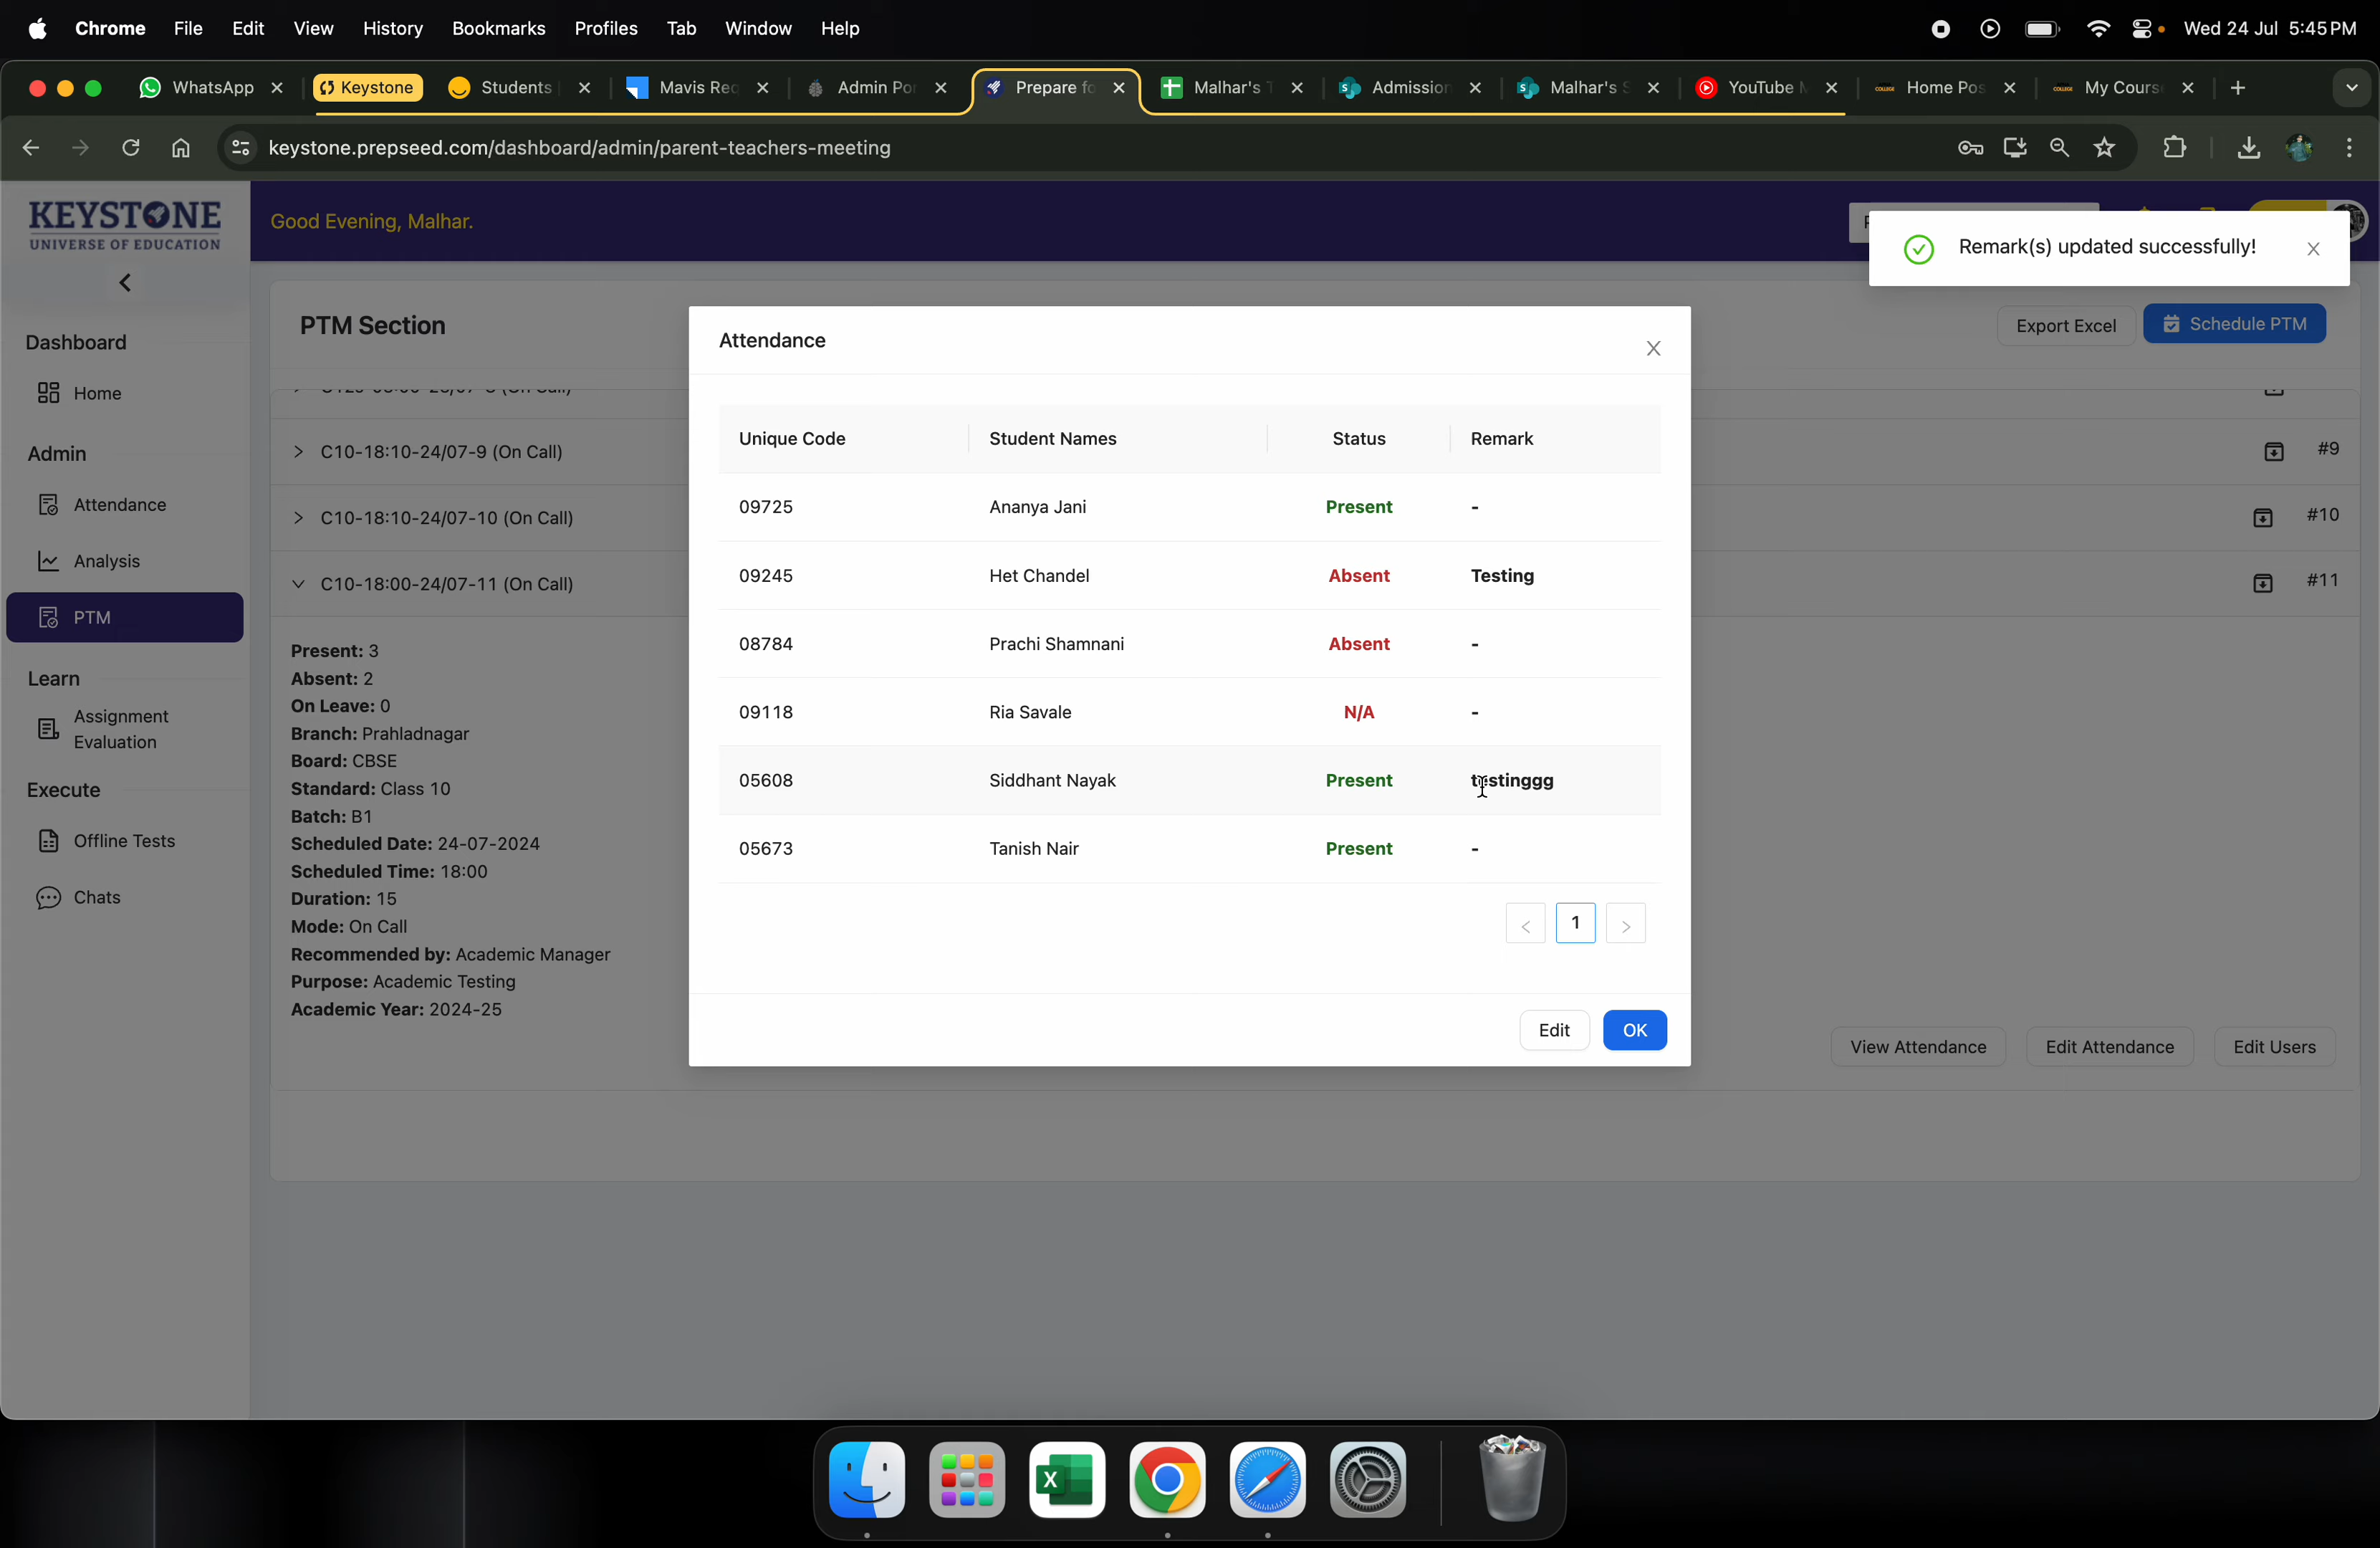 Chrome File Edit View History Bookmarks Profiles Tab Window Help Wed 24 Jul 5:45 PM
WhatsApp Keystone Students Mavis Req Admin Por Prepare fo Malhar's T Admission Malhar's S YouTube M Home Pos My Cours
keystone.prepseed.com/dashboard/admin/parent-teachers-meeting
KEYSTONE
UNIVERSE OF EDUCATION
Good Evening, Malhar.
Remark(s) updated successfully!
PTM Section
Export Excel
Schedule PTM
Dashboard
Home
Admin
Attendance
Analysis
PTM
Learn
Assignment
Evaluation
Execute
Offline Tests
Chats
C10-18:10-24/07-9 (On Call) #9
C10-18:10-24/07-10 (On Call) #10
C10-18:00-24/07-11 (On Call) #11
Present: 3
Absent: 2
On Leave: 0
Branch: Prahladnagar
Board: CBSE
Standard: Class 10
Batch: B1
Scheduled Date: 24-07-2024
Scheduled Time: 18:00
Duration: 15
Mode: On Call
Recommended by: Academic Manager
Purpose: Academic Testing
Academic Year: 2024-25
View Attendance Edit Attendance Edit Users
Attendance
Unique Code Student Names Status Remark
09725 Ananya Jani Present -
09245 Het Chandel Absent Testing
08784 Prachi Shamnani Absent -
09118 Ria Savale N/A -
05608 Siddhant Nayak Present testinggg
05673 Tanish Nair Present -
< 1 >
Edit OK